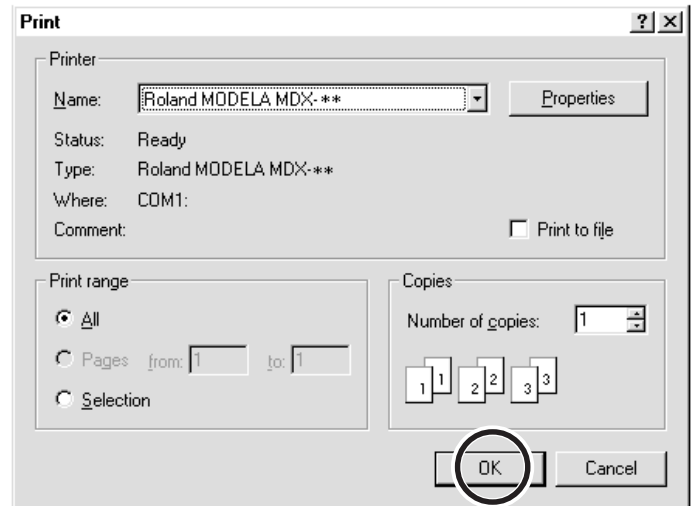 Print
Printer
Name: Roland MODELA MDX-** Properties
Status: Ready
Type: Roland MODELA MDX-**
Where: COM1:
Comment: Print to file
Print range
All
Pages from: 1 to: 1
Selection
Copies
Number of copies: 1
1 1 2 2 3 3
OK Cancel